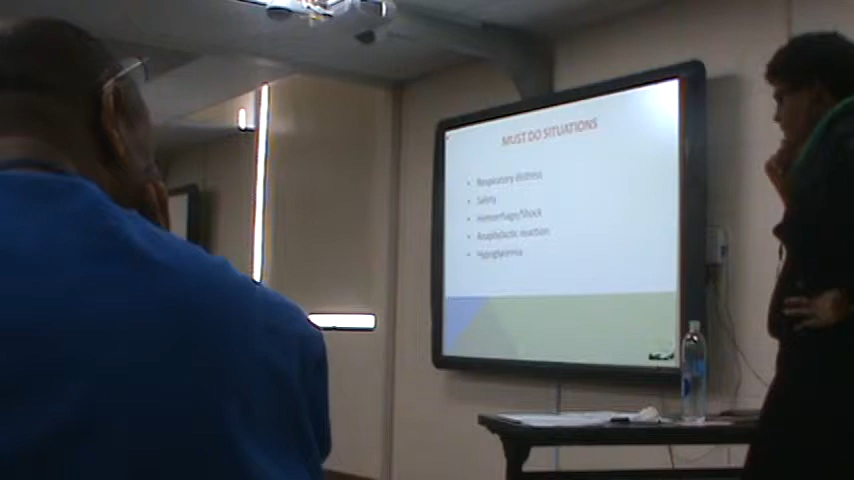 MUST DO SITUATIONS
• Respiratory distress
• Safety
• Hemorrhage/Shock
• Anaphylactic reaction
• Hypoglycemia